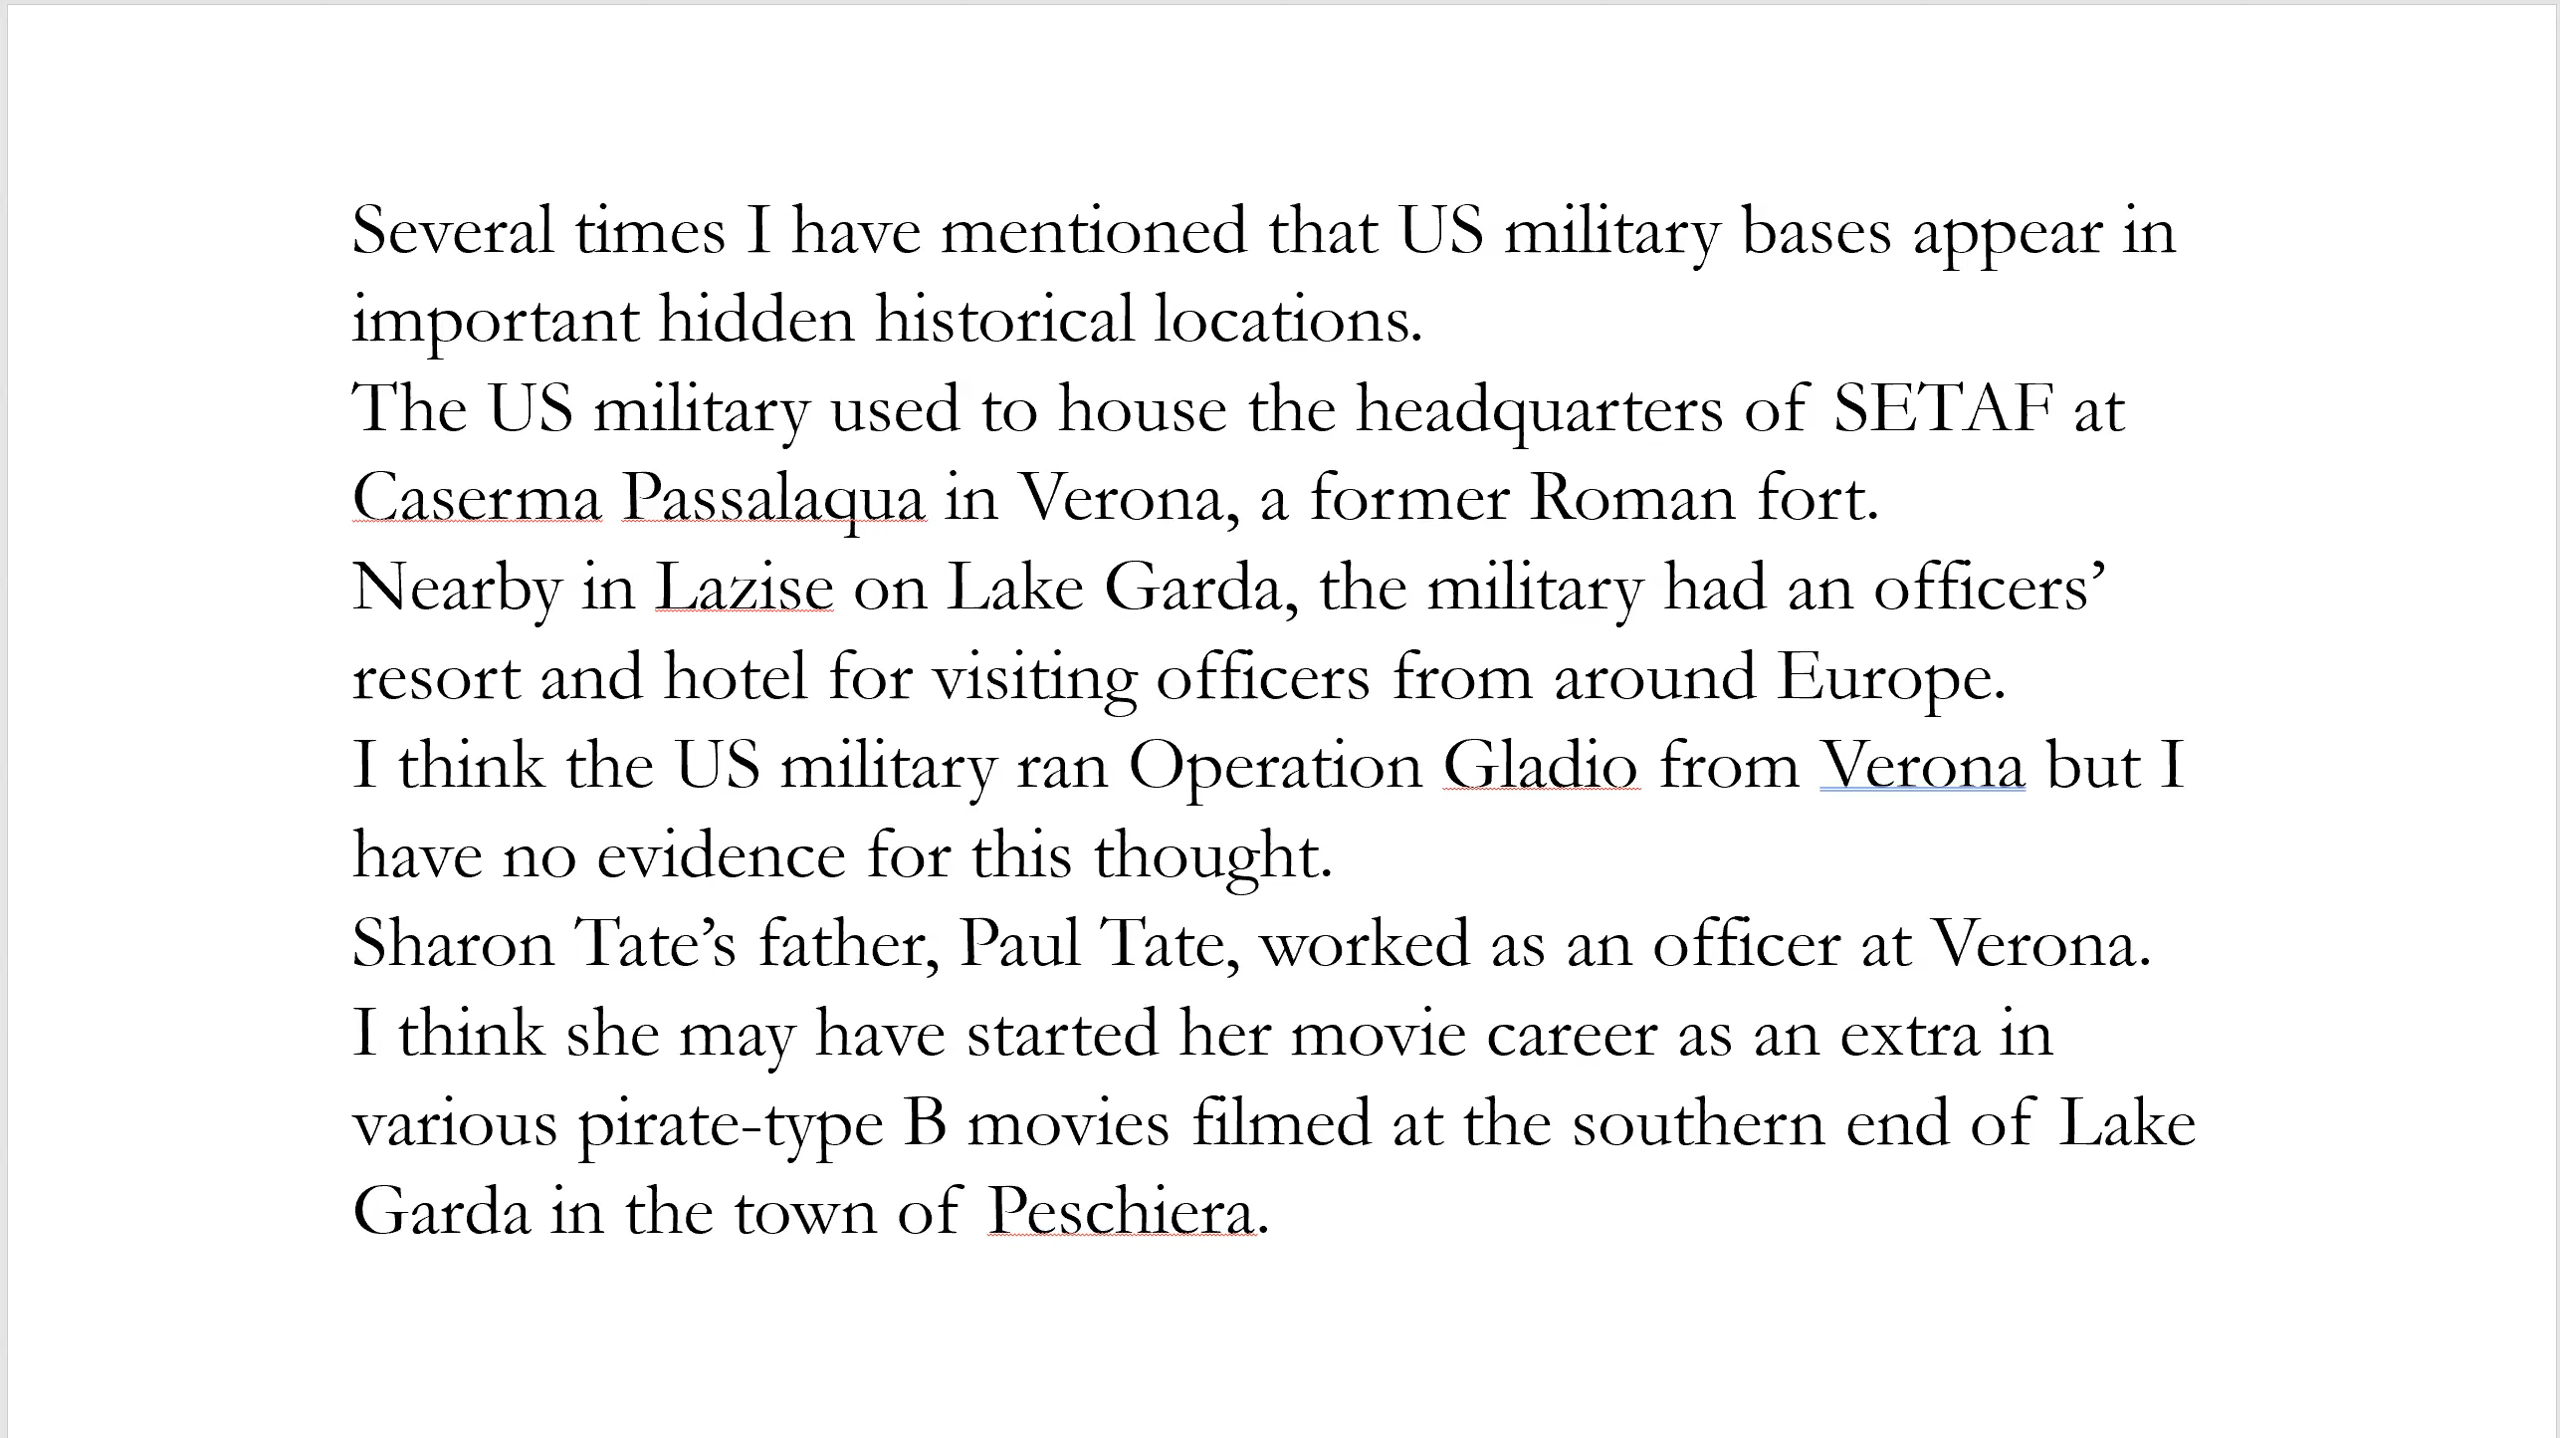 Several times I have mentioned that US military bases appear in
important hidden historical locations.
The US military used to house the headquarters of SETAF at
Caserma Passalaqua in Verona, a former Roman fort.
Nearby in Lazise on Lake Garda, the military had an officers’
resort and hotel for visiting officers from around Europe.
I think the US military ran Operation Gladio from Verona but I
have no evidence for this thought.
Sharon Tate’s father, Paul Tate, worked as an officer at Verona.
I think she may have started her movie career as an extra in
various pirate-type B movies filmed at the southern end of Lake
Garda in the town of Peschiera.